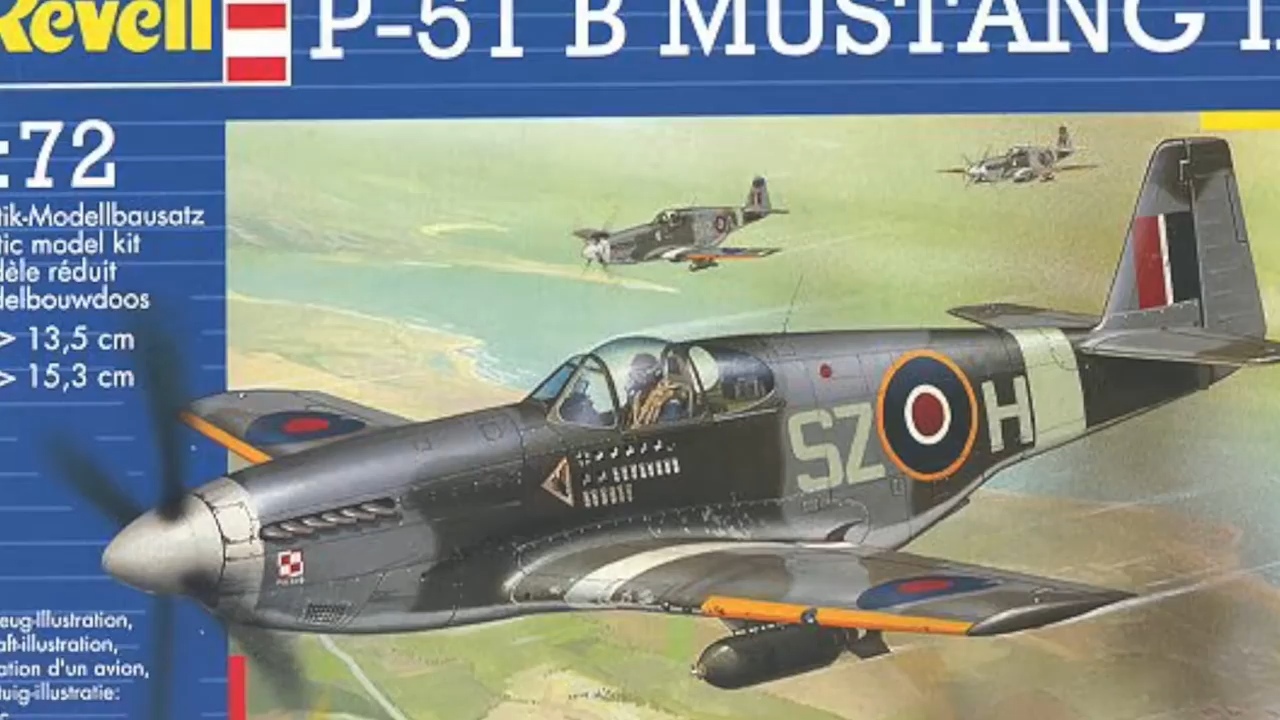 Revell
P-51 B MUSTANG
:72
tik-Modellbausatz
tic model kit
dèle réduit
delbouwdoos
> 13,5 cm
> 15,3 cm
SZ H
eug-Illustration,
aft-illustration,
ation d'un avion,
tuig-illustratie: